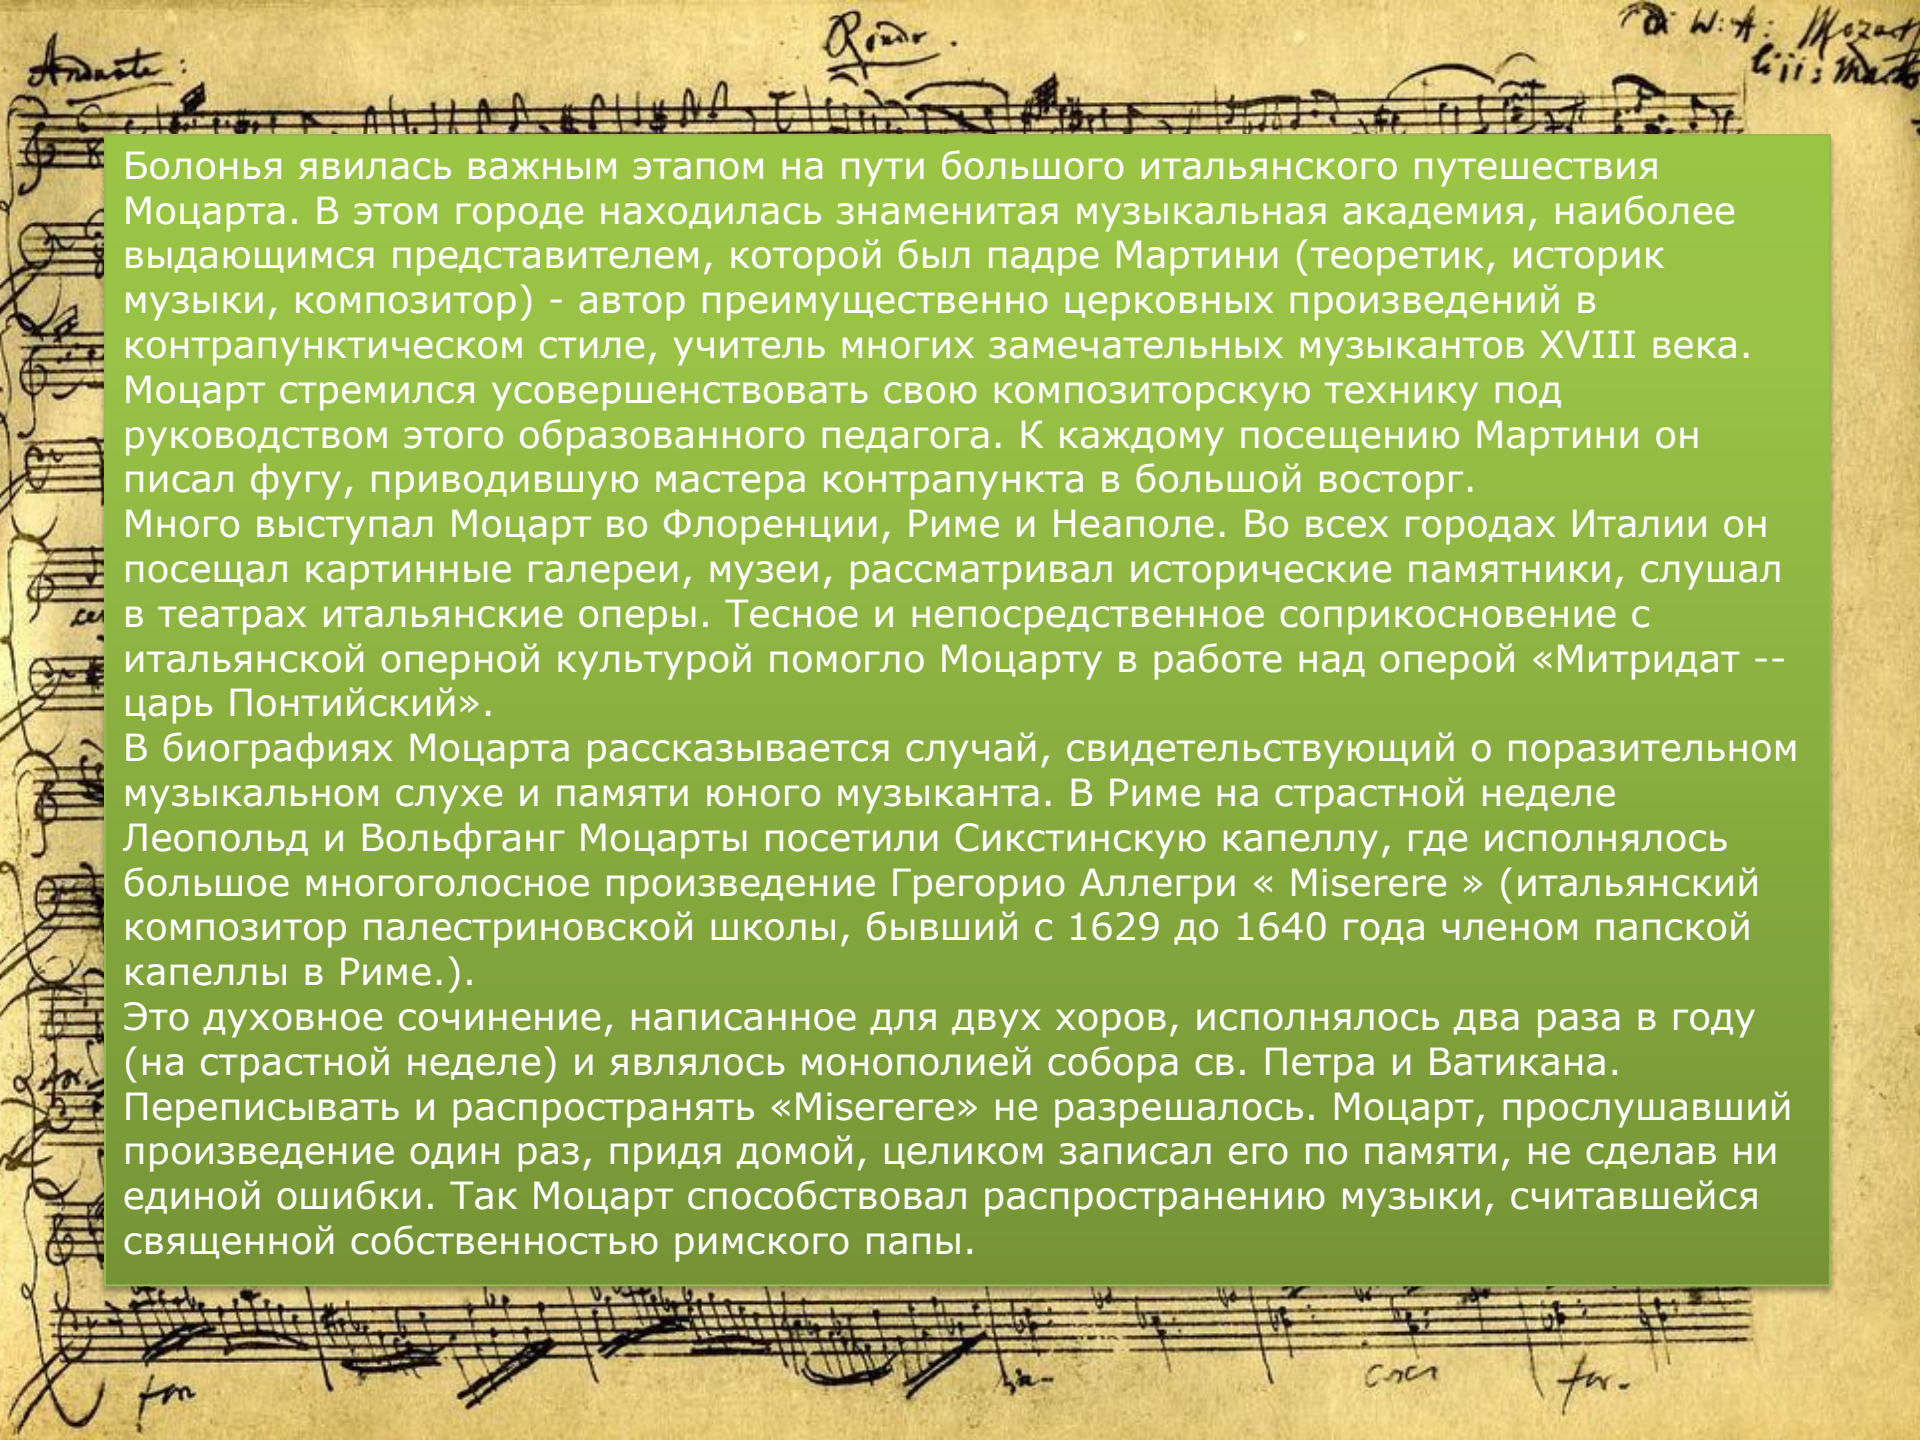 Andante :
Rondo .
di W: A: Mozart
Болонья явилась важным этапом на пути большого итальянского путешествия
Моцарта. В этом городе находилась знаменитая музыкальная академия, наиболее
выдающимся представителем, которой был падре Мартини (теоретик, историк
музыки, композитор) - автор преимущественно церковных произведений в
контрапунктическом стиле, учитель многих замечательных музыкантов XVIII века.
Моцарт стремился усовершенствовать свою композиторскую технику под
руководством этого образованного педагога. К каждому посещению Мартини он
писал фугу, приводившую мастера контрапункта в большой восторг.
Много выступал Моцарт во Флоренции, Риме и Неаполе. Во всех городах Италии он
посещал картинные галереи, музеи, рассматривал исторические памятники, слушал
в театрах итальянские оперы. Тесное и непосредственное соприкосновение с
итальянской оперной культурой помогло Моцарту в работе над оперой «Митридат --
царь Понтийский».
В биографиях Моцарта рассказывается случай, свидетельствующий о поразительном
музыкальном слухе и памяти юного музыканта. В Риме на страстной неделе
Леопольд и Вольфганг Моцарты посетили Сикстинскую капеллу, где исполнялось
большое многоголосное произведение Грегорио Аллегри « Miserere » (итальянский
композитор палестриновской школы, бывший с 1629 до 1640 года членом папской
капеллы в Риме.).
Это духовное сочинение, написанное для двух хоров, исполнялось два раза в году
(на страстной неделе) и являлось монополией собора св. Петра и Ватикана.
Переписывать и распространять «Miserеrе» не разрешалось. Моцарт, прослушавший
произведение один раз, придя домой, целиком записал его по памяти, не сделав ни
единой ошибки. Так Моцарт способствовал распространению музыки, считавшейся
священной собственностью римского папы.
for.